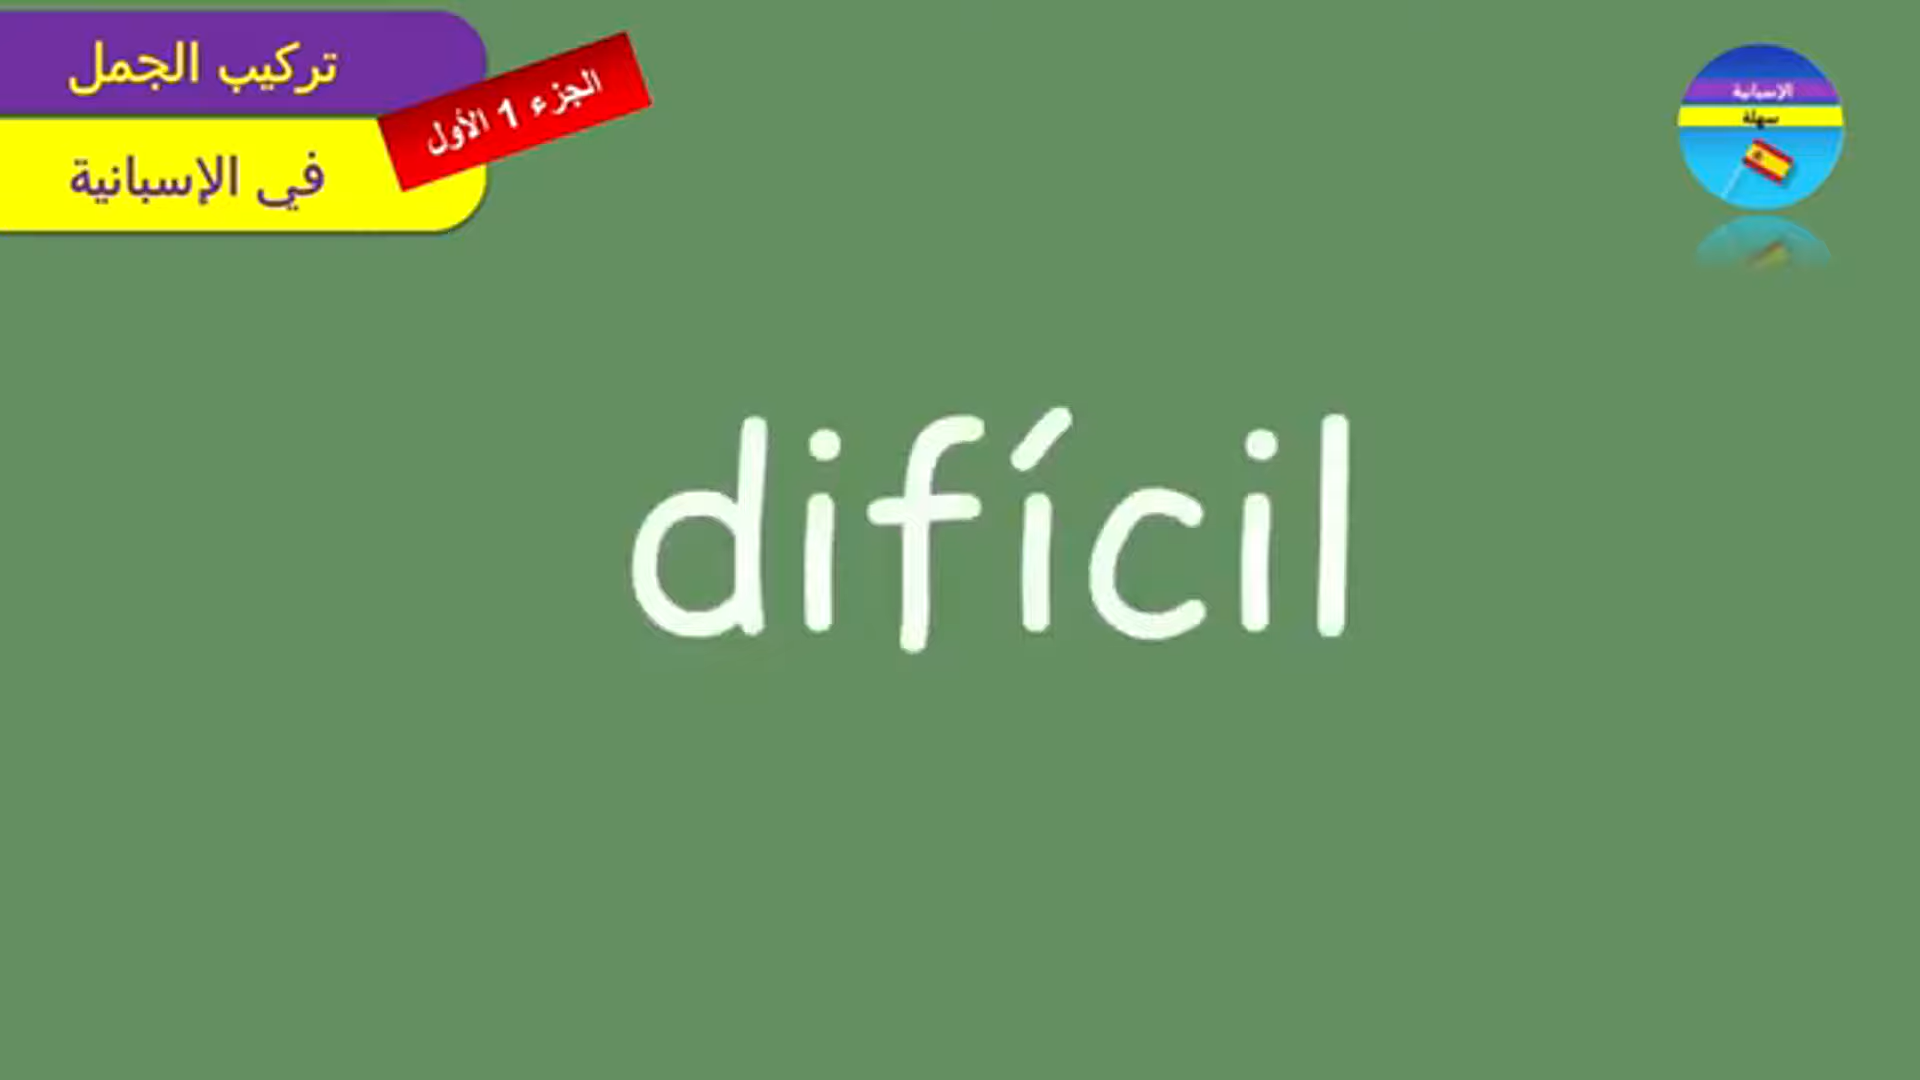 تركيب الجمل
في الإسبانية
الجزء 1 الأول
الإسبانية
سهلة
difícil